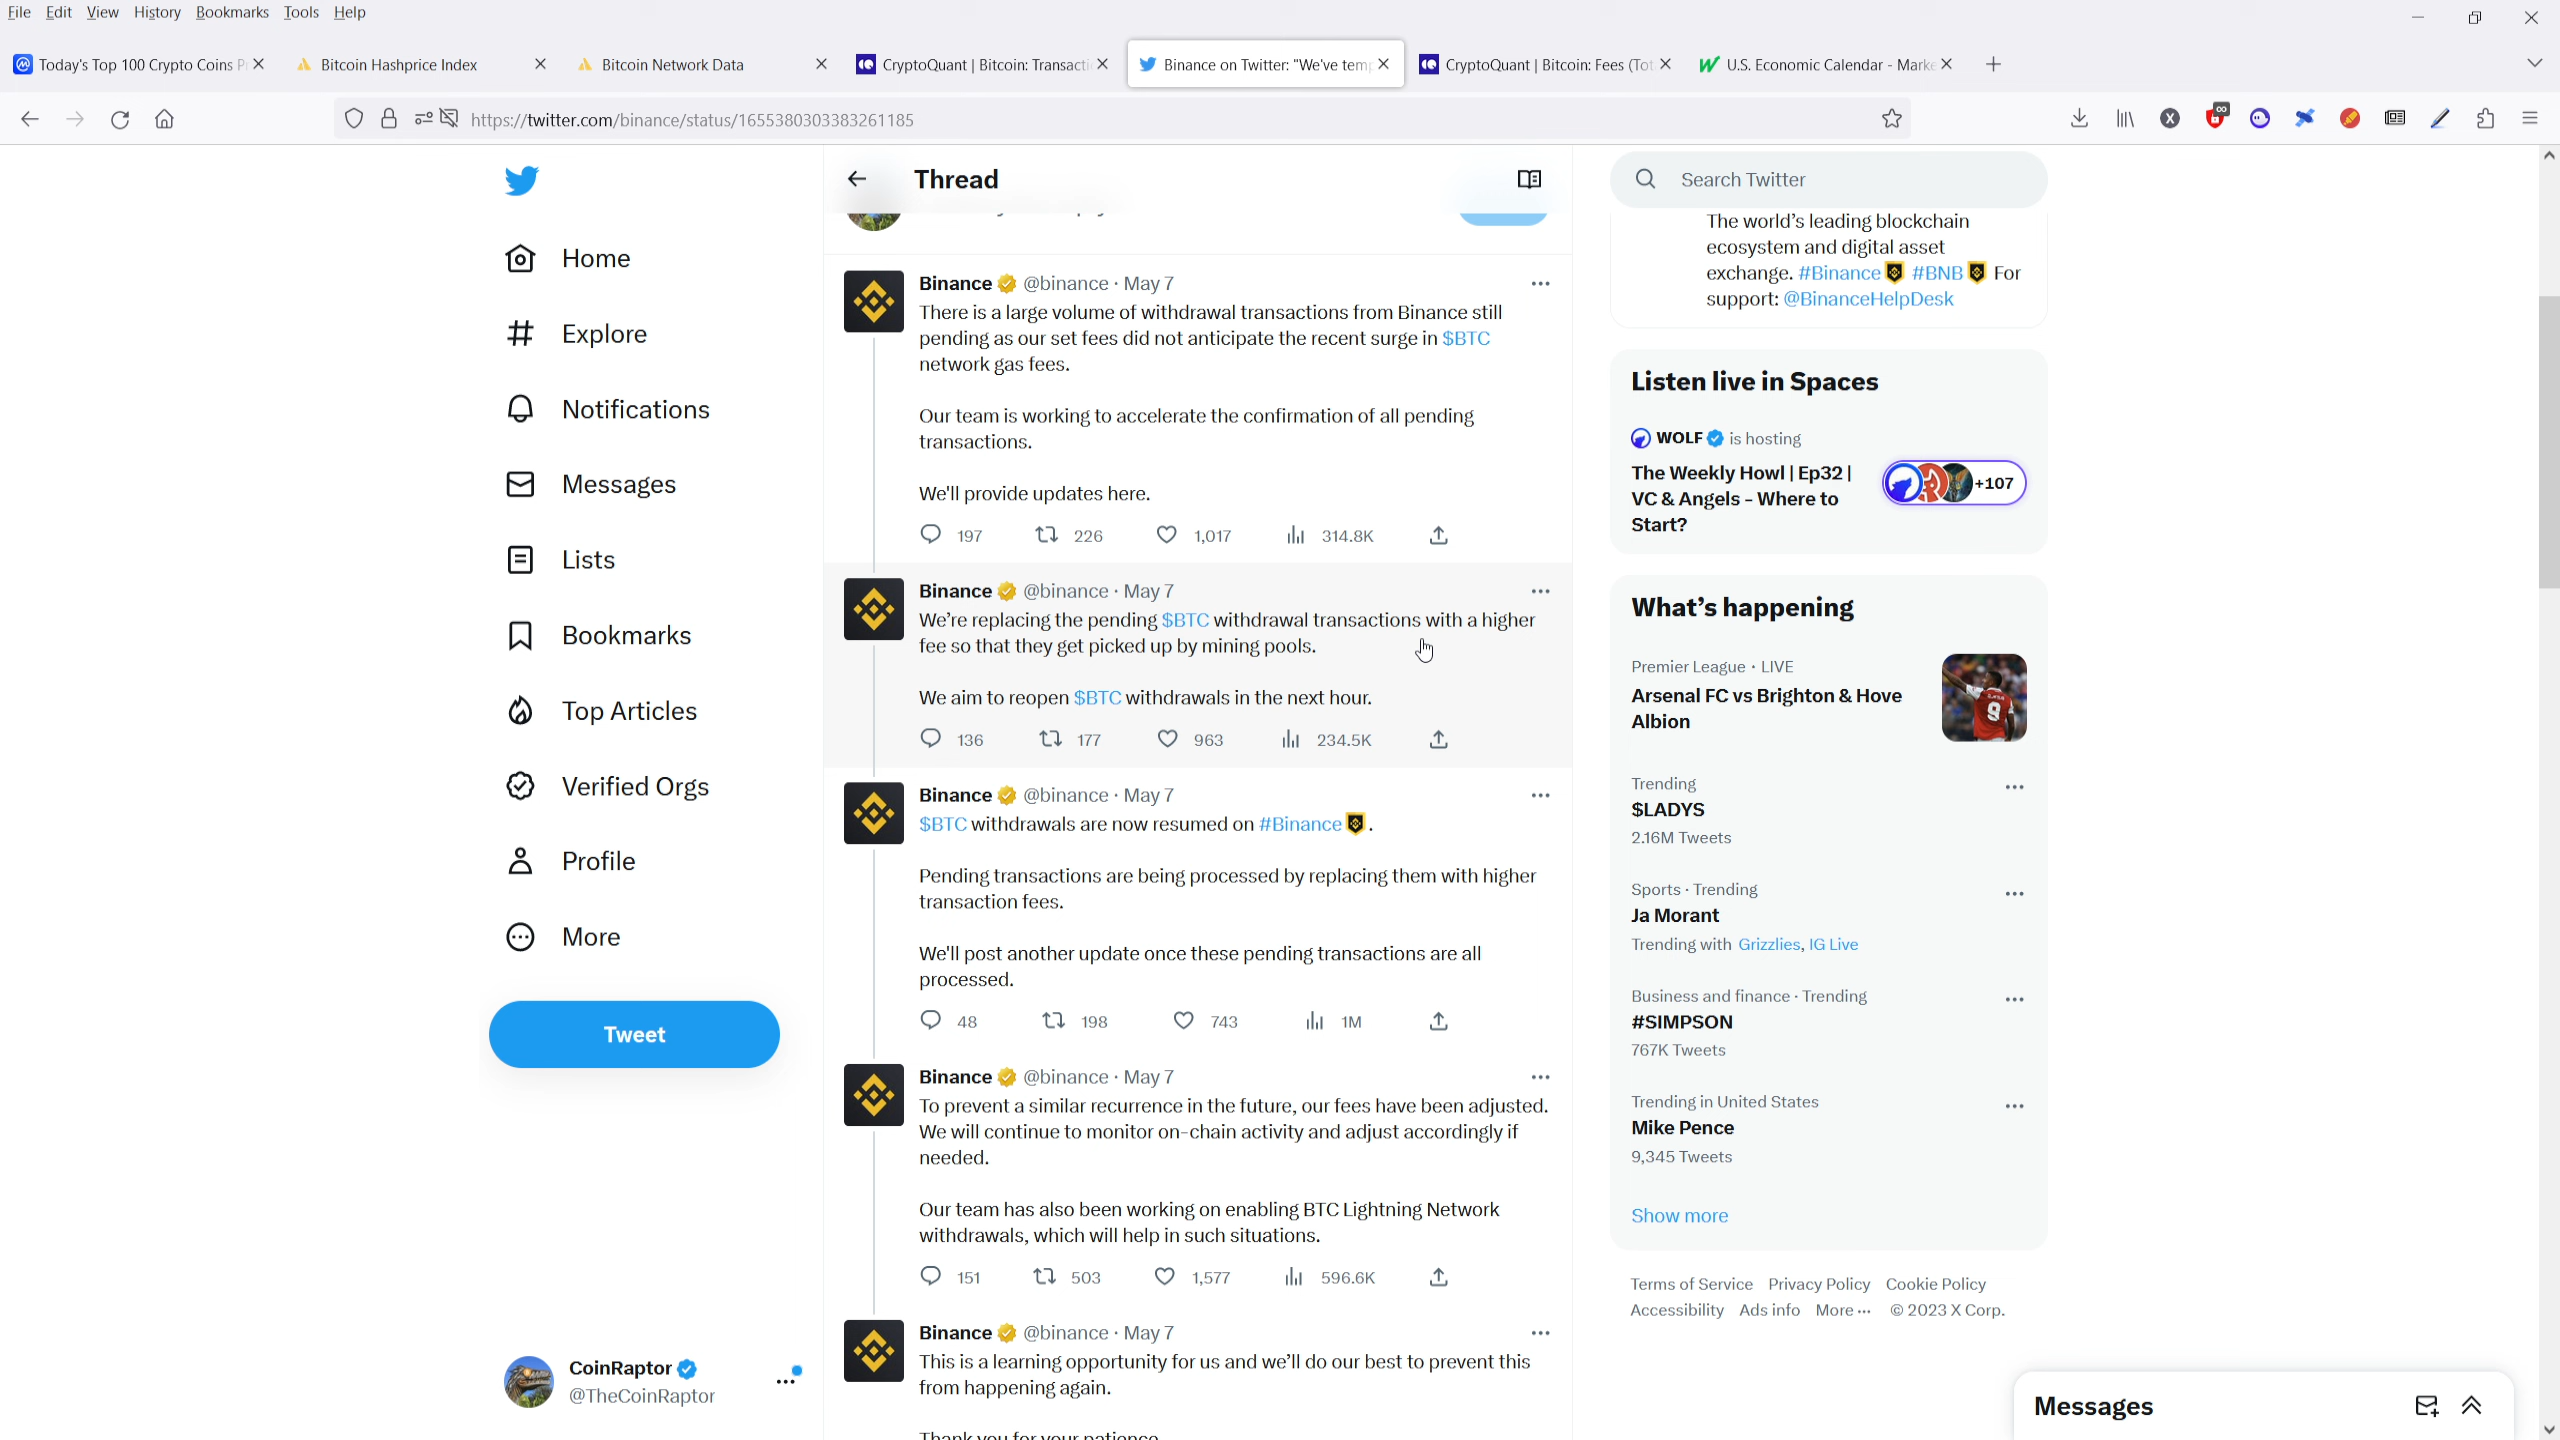 File Edit View History Bookmarks Tools Help
Today's Top 100 Crypto Coins P
Bitcoin Hashprice Index
Bitcoin Network Data
CryptoQuant | Bitcoin: Transacti
Binance on Twitter: "We've temp
CryptoQuant | Bitcoin: Fees (Tot
U.S. Economic Calendar - Marke
https://twitter.com/binance/status/1655380303383261185
Home
Explore
Notifications
Messages
Lists
Bookmarks
Top Articles
Verified Orgs
Profile
More
Tweet
CoinRaptor
@TheCoinRaptor
Thread
Binance @binance · May 7
There is a large volume of withdrawal transactions from Binance still
pending as our set fees did not anticipate the recent surge in $BTC
network gas fees.
Our team is working to accelerate the confirmation of all pending
transactions.
We'll provide updates here.
197 226 1,017 314.8K
Binance @binance · May 7
We're replacing the pending $BTC withdrawal transactions with a higher
fee so that they get picked up by mining pools.
We aim to reopen $BTC withdrawals in the next hour.
136 177 963 234.5K
Binance @binance · May 7
$BTC withdrawals are now resumed on #Binance .
Pending transactions are being processed by replacing them with higher
transaction fees.
We'll post another update once these pending transactions are all
processed.
48 198 743 1M
Binance @binance · May 7
To prevent a similar recurrence in the future, our fees have been adjusted.
We will continue to monitor on-chain activity and adjust accordingly if
needed.
Our team has also been working on enabling BTC Lightning Network
withdrawals, which will help in such situations.
151 503 1,577 596.6K
Binance @binance · May 7
This is a learning opportunity for us and we'll do our best to prevent this
from happening again.
Thank you for your patience
Search Twitter
The world's leading blockchain
ecosystem and digital asset
exchange. #Binance #BNB For
support: @BinanceHelpDesk
Listen live in Spaces
WOLF is hosting
The Weekly Howl | Ep32 |
VC & Angels - Where to
Start?
+107
What's happening
Premier League · LIVE
Arsenal FC vs Brighton & Hove
Albion
Trending
$LADYS
2.16M Tweets
Sports · Trending
Ja Morant
Trending with Grizzlies, IG Live
Business and finance · Trending
#SIMPSON
767K Tweets
Trending in United States
Mike Pence
9,345 Tweets
Show more
Terms of Service Privacy Policy Cookie Policy
Accessibility Ads info More ··· © 2023 X Corp.
Messages